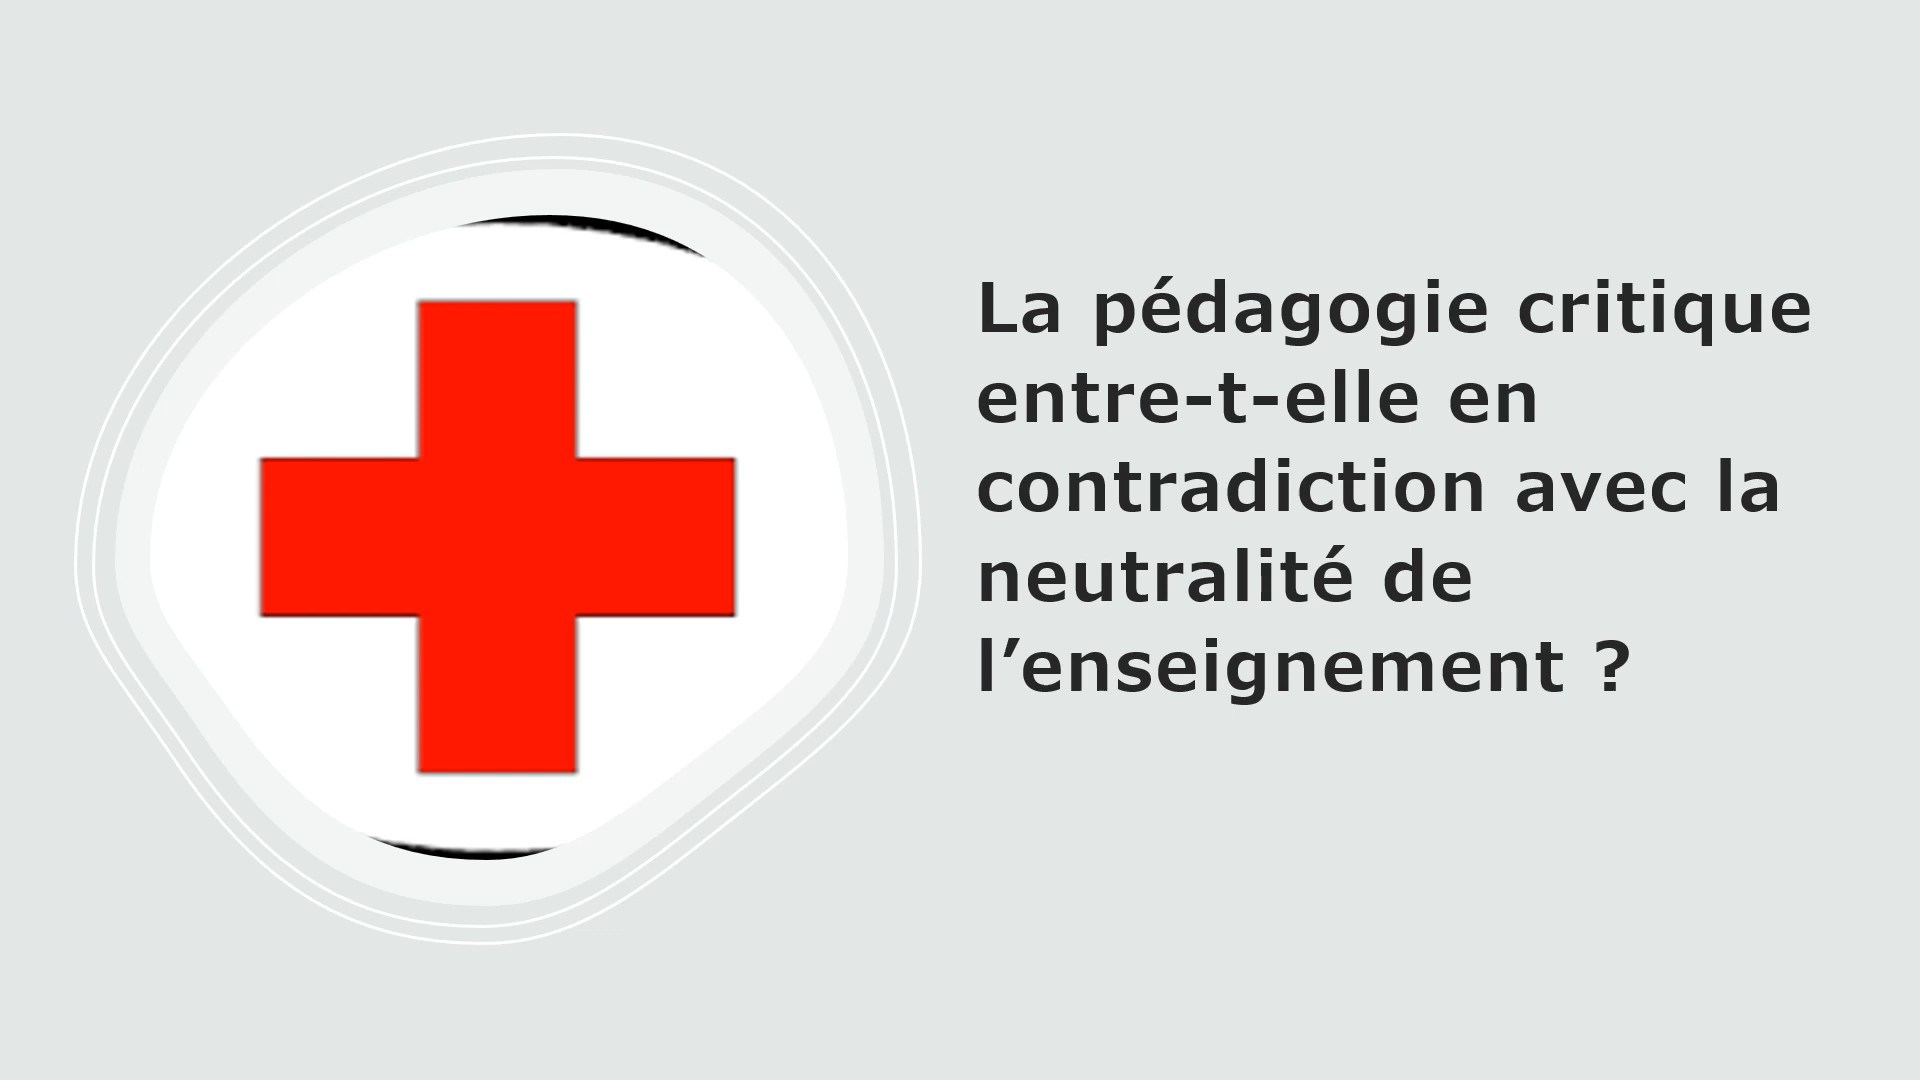 La pédagogie critique
entre-t-elle en
contradiction avec la
neutralité de
l’enseignement ?